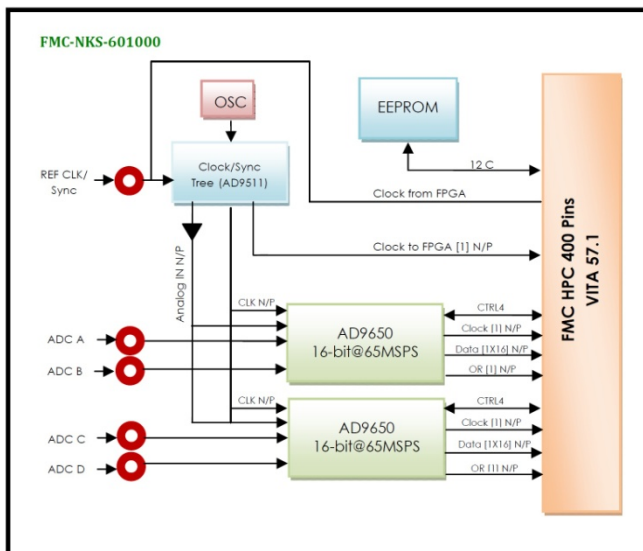 FMC-NKS-601000
OSC
EEPROM
12 C
REF CLK/
Sync
Clock/Sync
Tree (AD9511)
Clock from FPGA
Clock to FPGA [1] N/P
Analog IN N/P
FMC HPC 400 Pins
VITA 57.1
CLK N/P
AD9650
16-bit@65MSPS
CTRL4
Clock [1] N/P
Data [1X16] N/P
OR [1] N/P
ADC A
ADC B
CLK N/P
AD9650
16-bit@65MSPS
CTRL4
Clock [1] N/P
Data [1X16] N/P
OR [1] N/P
ADC C
ADC D